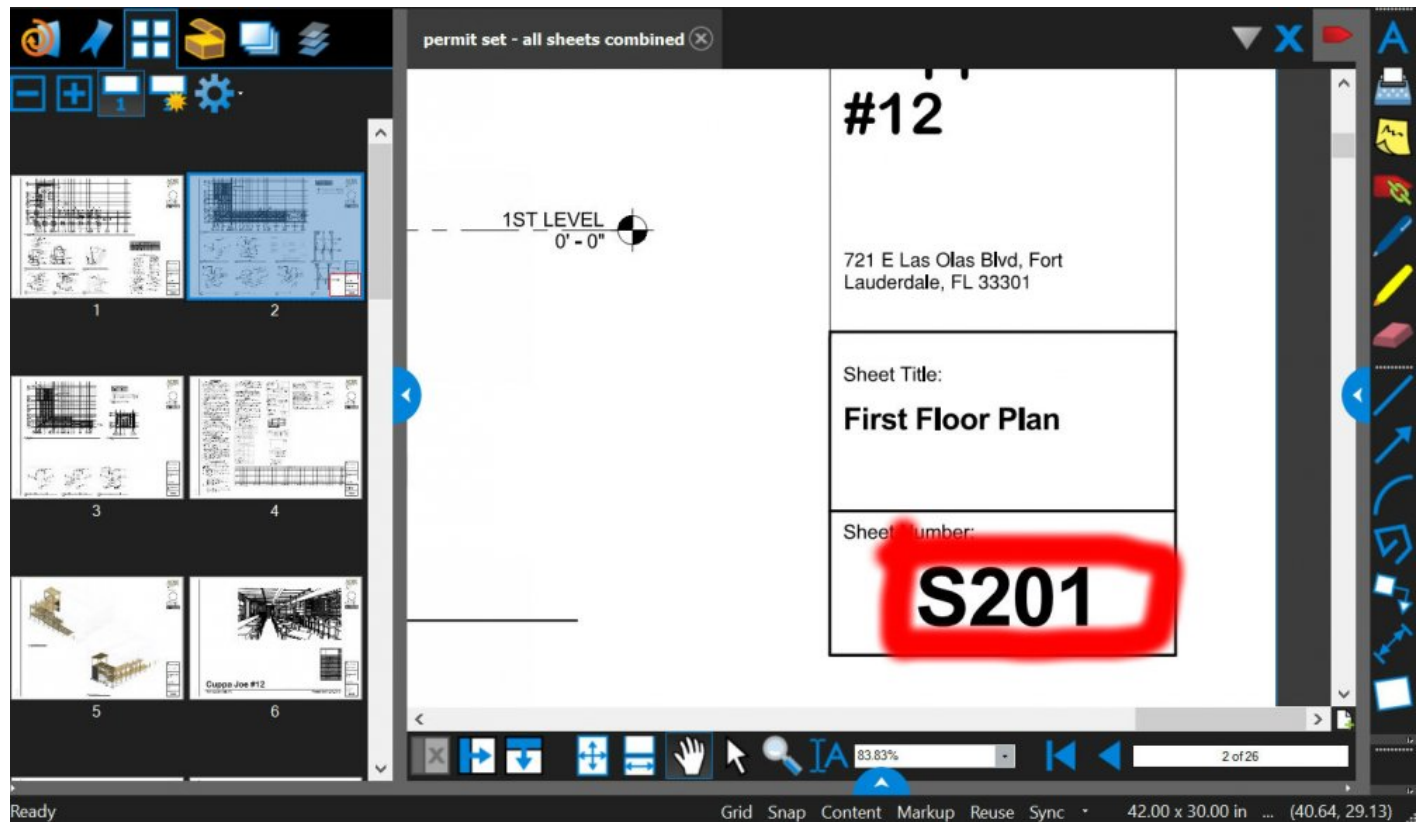 permit set - all sheets combined
1
1
2
3
4
5
Cuppa Joe #12
6
#12
1ST LEVEL
0' - 0"
721 E Las Olas Blvd, Fort
Lauderdale, FL 33301
Sheet Title:
First Floor Plan
Sheet Number:
S201
83.83%
2 of 26
Ready
Grid Snap Content Markup Reuse Sync
42.00 x 30.00 in ... (40.64, 29.13)